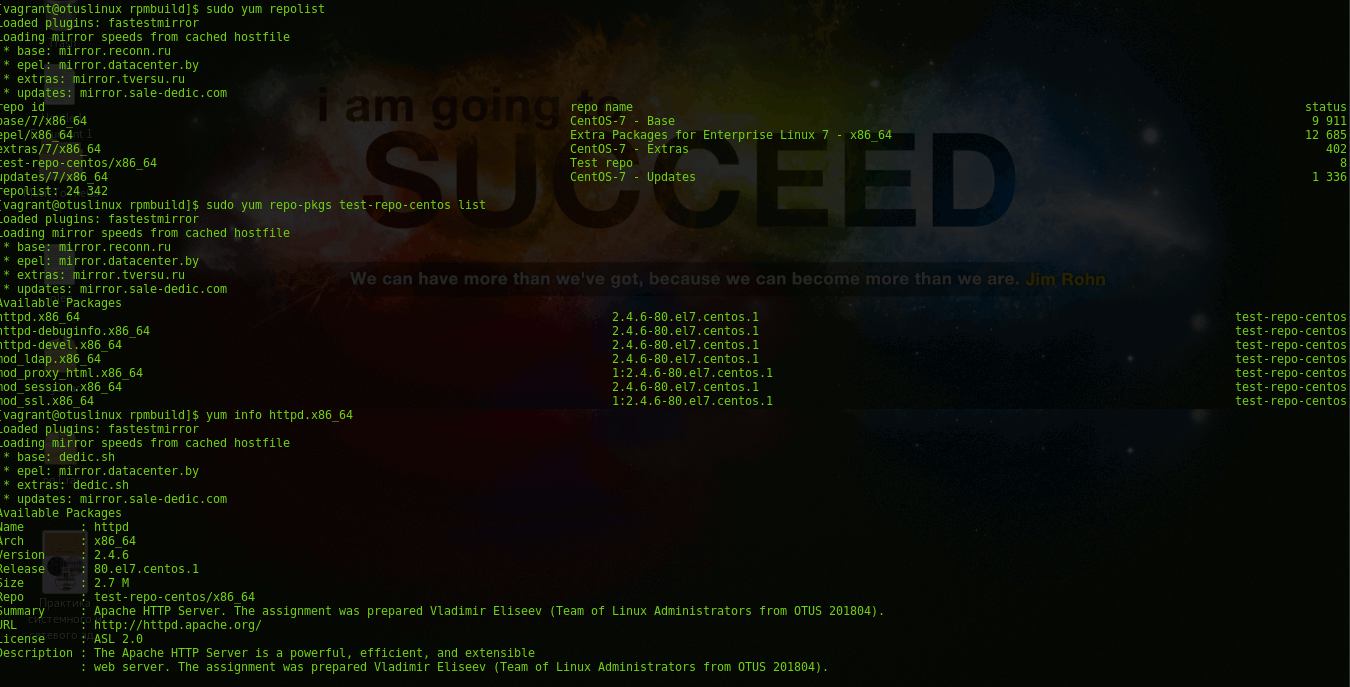 [vagrant@otuslinux rpmbuild]$ sudo yum repolist
Loaded plugins: fastestmirror
Loading mirror speeds from cached hostfile
* base: mirror.reconn.ru
* epel: mirror.datacenter.by
* extras: mirror.tversu.ru
* updates: mirror.sale-dedic.com
repo id repo name status
base/7/x86_64 CentOS-7 - Base 9 911
epel/x86_64 Extra Packages for Enterprise Linux 7 - x86_64 12 685
extras/7/x86_64 CentOS-7 - Extras 402
test-repo-centos/x86_64 Test repo 8
updates/7/x86_64 CentOS-7 - Updates 1 336
repolist: 24 342
[vagrant@otuslinux rpmbuild]$ sudo yum repo-pkgs test-repo-centos list
Loaded plugins: fastestmirror
Loading mirror speeds from cached hostfile
* base: mirror.reconn.ru
* epel: mirror.datacenter.by
* extras: mirror.tversu.ru
* updates: mirror.sale-dedic.com
Available Packages
httpd.x86_64 2.4.6-80.el7.centos.1 test-repo-centos
httpd-debuginfo.x86_64 2.4.6-80.el7.centos.1 test-repo-centos
httpd-devel.x86_64 2.4.6-80.el7.centos.1 test-repo-centos
mod_ldap.x86_64 2.4.6-80.el7.centos.1 test-repo-centos
mod_proxy_html.x86_64 1:2.4.6-80.el7.centos.1 test-repo-centos
mod_session.x86_64 2.4.6-80.el7.centos.1 test-repo-centos
mod_ssl.x86_64 1:2.4.6-80.el7.centos.1 test-repo-centos
[vagrant@otuslinux rpmbuild]$ yum info httpd.x86_64
Loaded plugins: fastestmirror
Loading mirror speeds from cached hostfile
* base: dedic.sh
* epel: mirror.datacenter.by
* extras: dedic.sh
* updates: mirror.sale-dedic.com
Available Packages
Name : httpd
Arch : x86_64
Version : 2.4.6
Release : 80.el7.centos.1
Size : 2.7 M
Repo : test-repo-centos/x86_64
Summary : Apache HTTP Server. The assignment was prepared Vladimir Eliseev (Team of Linux Administrators from OTUS 201804).
URL : http://httpd.apache.org/
License : ASL 2.0
Description : The Apache HTTP Server is a powerful, efficient, and extensible
: web server. The assignment was prepared Vladimir Eliseev (Team of Linux Administrators from OTUS 201804).
i am going to
SUCCEED
We can have more than we've got, because we can become more than we are. Jim Rohn
Практика
системного